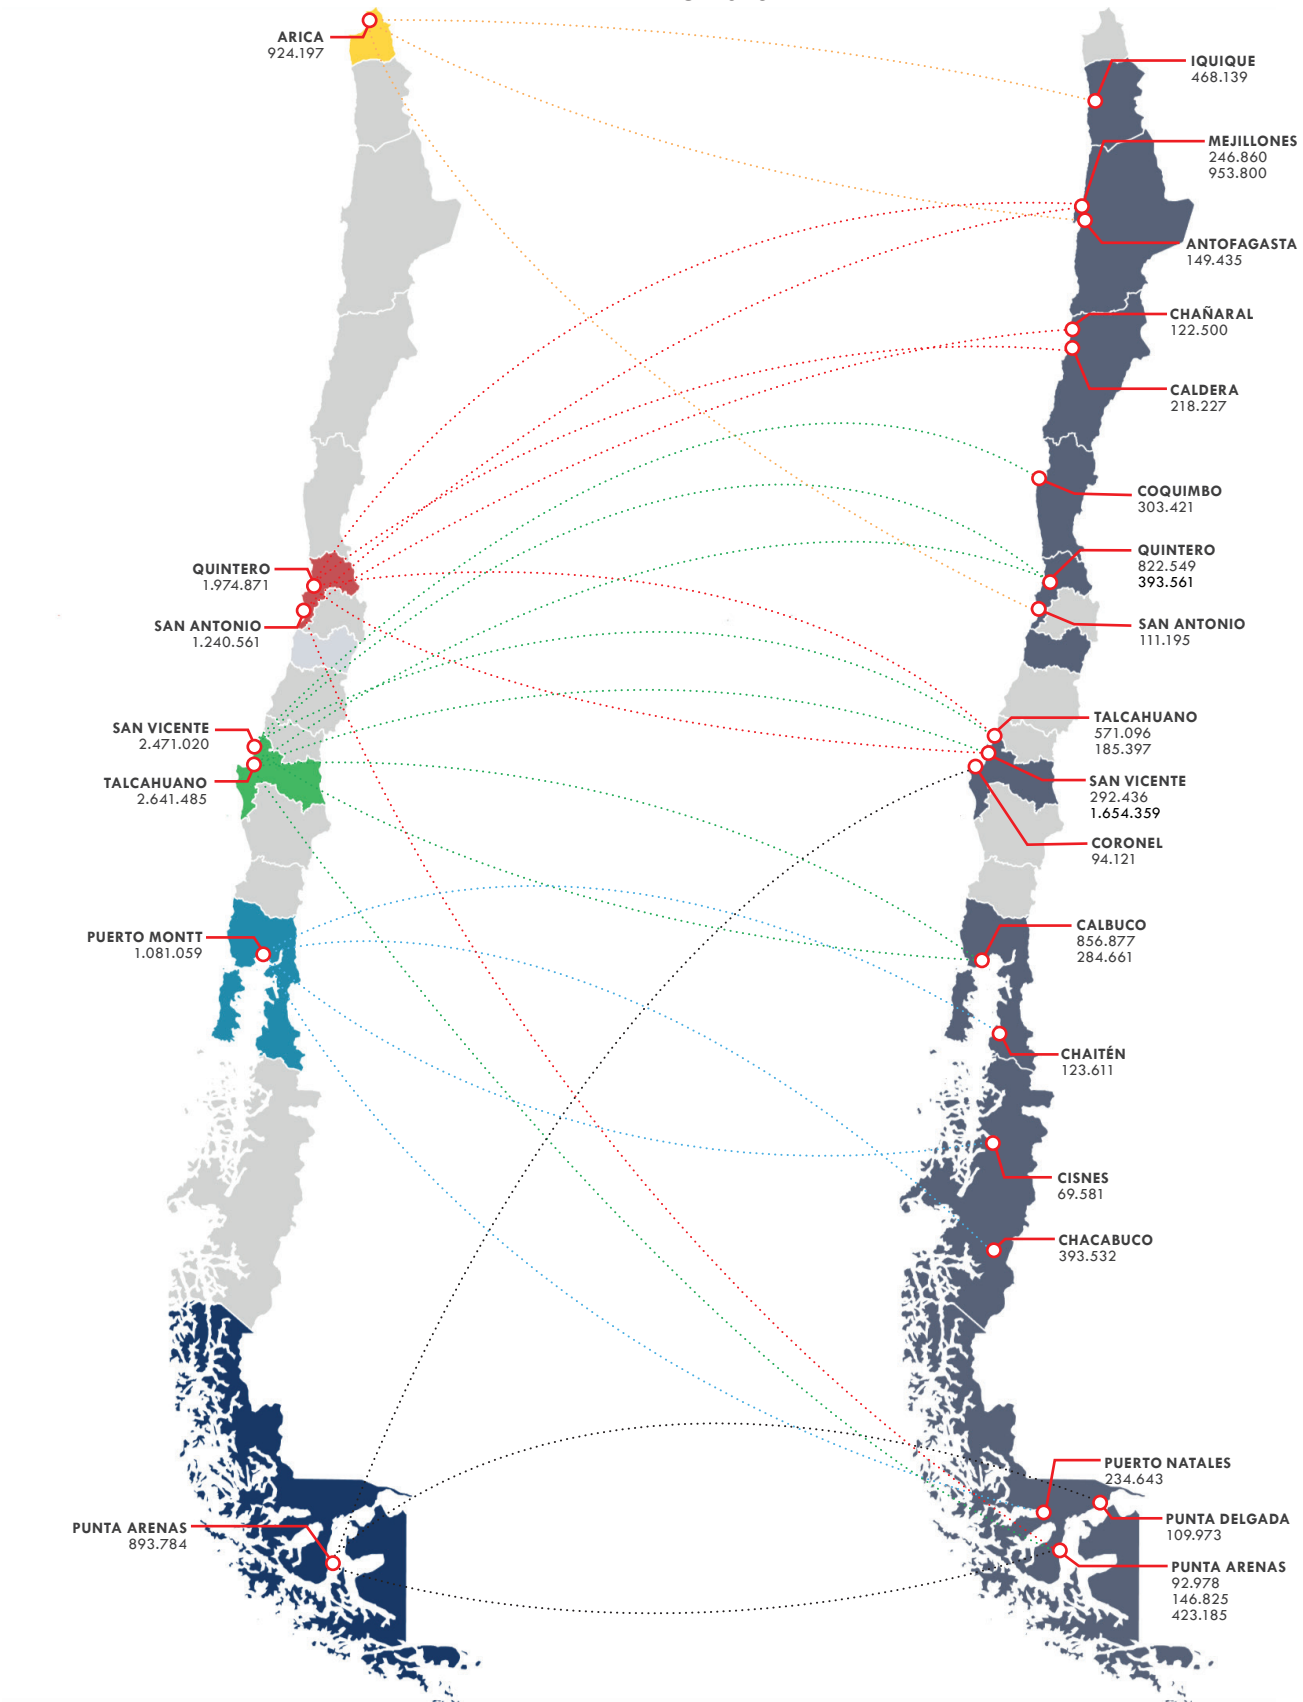 ARICA
924.197
QUINTERO
1.974.871
SAN ANTONIO
1.240.561
SAN VICENTE
2.471.020
TALCAHUANO
2.641.485
PUERTO MONTT
1.081.059
PUNTA ARENAS
893.784
IQUIQUE
468.139
MEJILLONES
246.860
953.800
ANTOFAGASTA
149.435
CHAÑARAL
122.500
CALDERA
218.227
COQUIMBO
303.421
QUINTERO
822.549
393.561
SAN ANTONIO
111.195
TALCAHUANO
571.096
185.397
SAN VICENTE
292.436
1.654.359
CORONEL
94.121
CALBUCO
856.877
284.661
CHAITÉN
123.611
CISNES
69.581
CHACABUCO
393.532
PUERTO NATALES
234.643
PUNTA DELGADA
109.973
PUNTA ARENAS
92.978
146.825
423.185